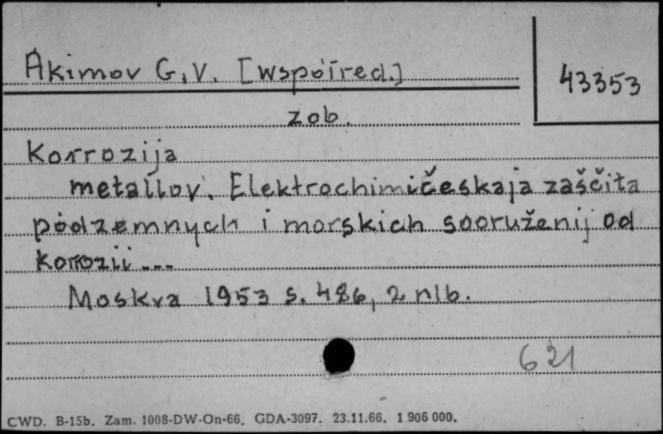 Akimov G.V. [współred.]
43353
zob.
Korrozija
metallov. Elektrochimičeskaja zaščita
podzemnych i morskich sooruženij od
korozii ---
Moskva 1953 s. 486, 2 nlb.
621
CWD. B-15b. Zam. 1008-DW-On-66. GDA-3097. 23.11.66. 1 906 000.